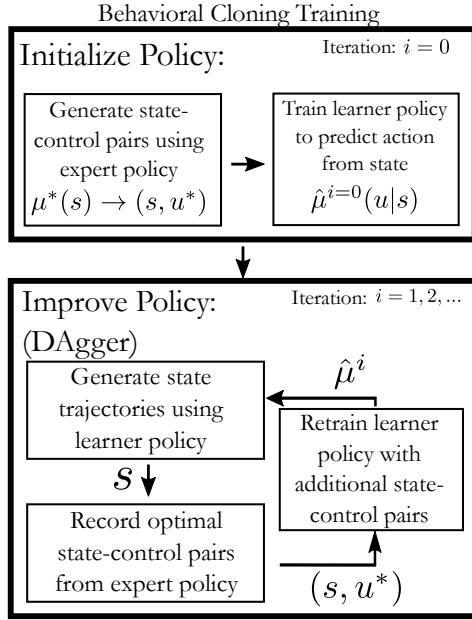 Behavioral Cloning Training
Initialize Policy:
Iteration: i = 0
Generate state-
control pairs using
expert policy
μ*(s) → (s, u*)
Train learner policy
to predict action
from state
μ̂^{i=0}(u|s)
Improve Policy:
(DAgger)
Iteration: i = 1, 2, ...
Generate state
trajectories using
learner policy
s
Record optimal
state-control pairs
from expert policy
(s, u*)
Retrain learner
policy with
additional state-
control pairs
μ̂^i